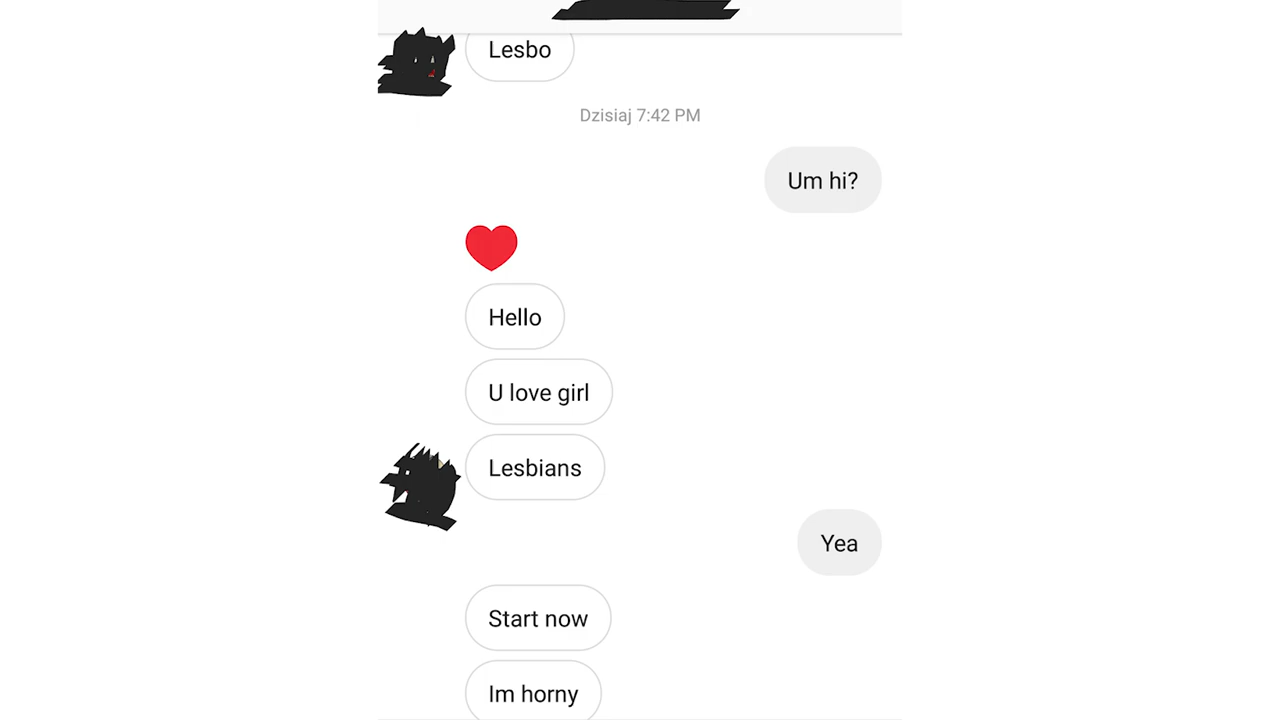 Lesbo
Dzisiaj 7:42 PM
Um hi?
Hello
U love girl
Lesbians
Yea
Start now
Im horny